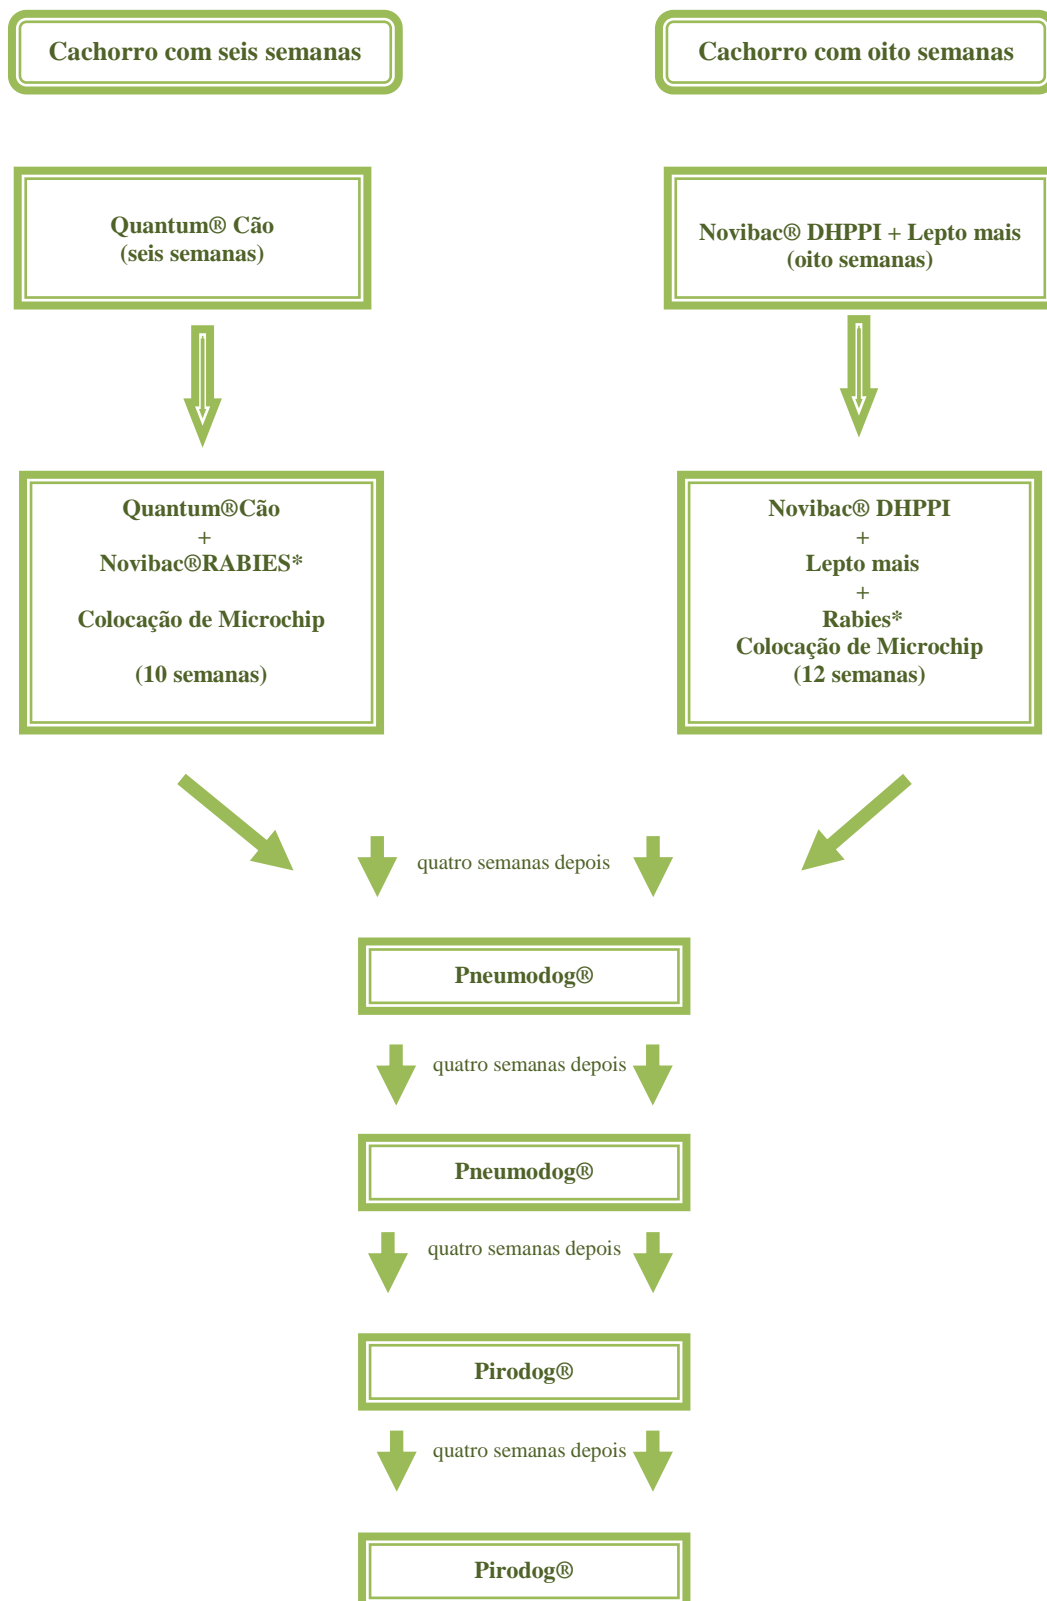 Cachorro com seis semanas
Cachorro com oito semanas
Quantum® Cão
(seis semanas)
Novibac® DHPPI + Lepto mais
(oito semanas)
Quantum®Cão
+
Novibac®RABIES*
Colocação de Microchip
(10 semanas)
Novibac® DHPPI
+
Lepto mais
+
Rabies*
Colocação de Microchip
(12 semanas)
quatro semanas depois
Pneumodog®
quatro semanas depois
Pneumodog®
quatro semanas depois
Pirodog®
quatro semanas depois
Pirodog®